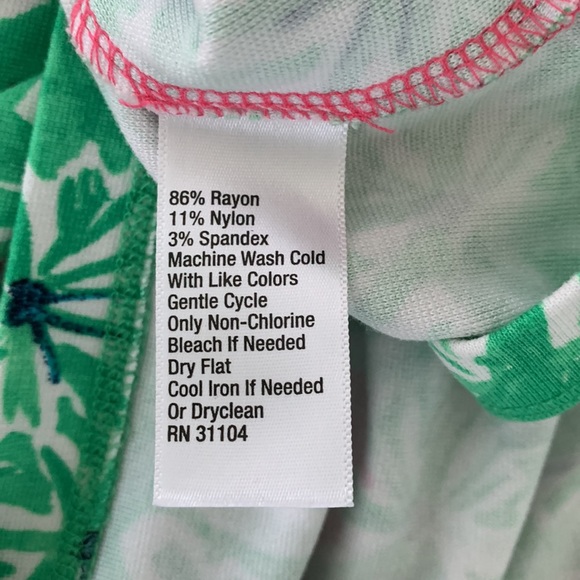 86% Rayon
11% Nylon
3% Spandex
Machine Wash Cold
With Like Colors
Gentle Cycle
Only Non-Chlorine
Bleach If Needed
Dry Flat
Cool Iron If Needed
Or Dryclean
RN 31104